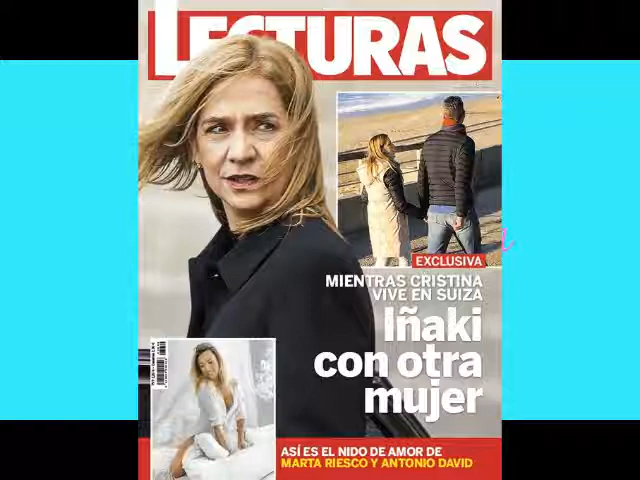 LECTURAS
EXCLUSIVA
MIENTRAS CRISTINA
VIVE EN SUIZA
Iñaki
con otra
mujer
ASÍ ES EL NIDO DE AMOR DE
MARTA RIESCO Y ANTONIO DAVID